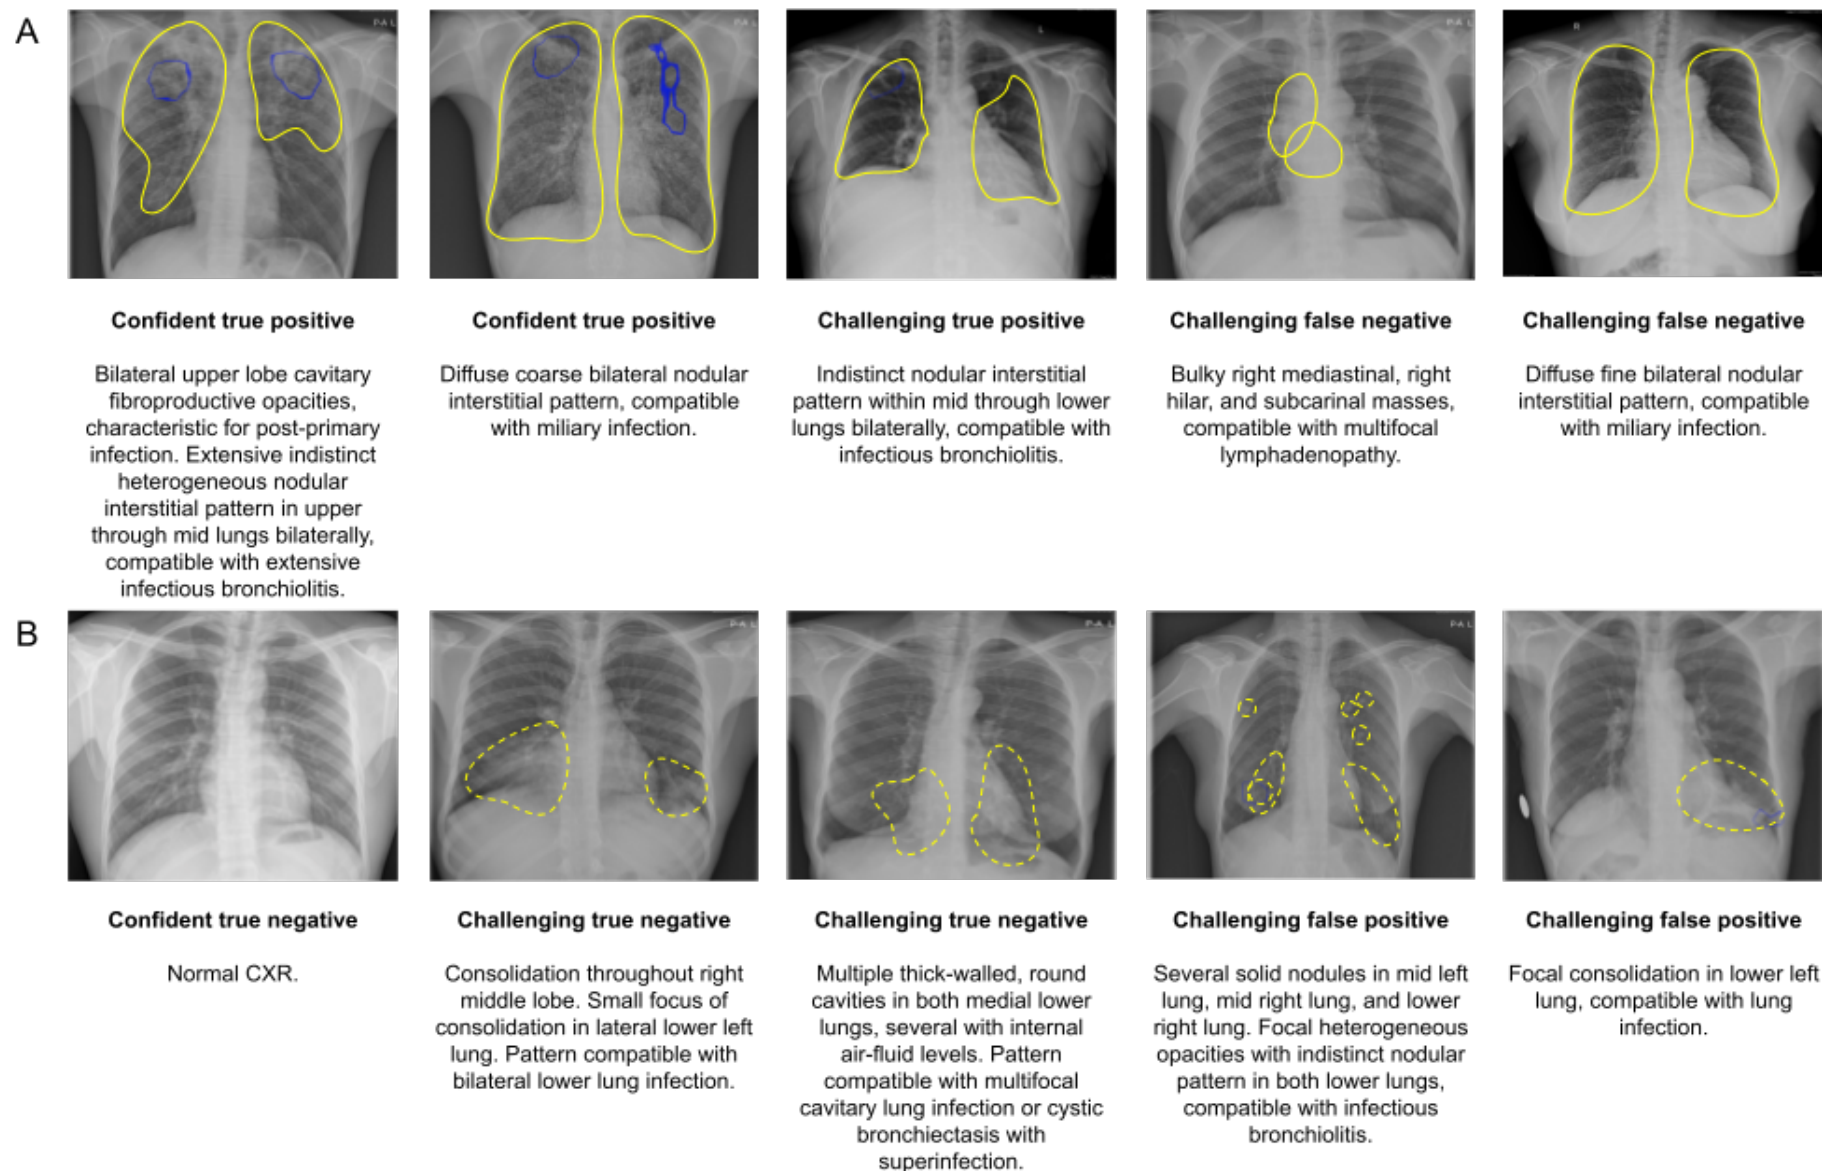 A
PA L
PA L
L
PA L
R
Confident true positive
Bilateral upper lobe cavitary
fibroproductive opacities,
characteristic for post-primary
infection. Extensive indistinct
heterogeneous nodular
interstitial pattern in upper
through mid lungs bilaterally,
compatible with extensive
infectious bronchiolitis.
Confident true positive
Diffuse coarse bilateral nodular
interstitial pattern, compatible
with miliary infection.
Challenging true positive
Indistinct nodular interstitial
pattern within mid through lower
lungs bilaterally, compatible with
infectious bronchiolitis.
Challenging false negative
Bulky right mediastinal, right
hilar, and subcarinal masses,
compatible with multifocal
lymphadenopathy.
Challenging false negative
Diffuse fine bilateral nodular
interstitial pattern, compatible
with miliary infection.
B
PA L
PA L
PA L
PA L
Confident true negative
Normal CXR.
Challenging true negative
Consolidation throughout right
middle lobe. Small focus of
consolidation in lateral lower left
lung. Pattern compatible with
bilateral lower lung infection.
Challenging true negative
Multiple thick-walled, round
cavities in both medial lower
lungs, several with internal
air-fluid levels. Pattern
compatible with multifocal
cavitary lung infection or cystic
bronchiectasis with
superinfection.
Challenging false positive
Several solid nodules in mid left
lung, mid right lung, and lower
right lung. Focal heterogeneous
opacities with indistinct nodular
pattern in both lower lungs,
compatible with infectious
bronchiolitis.
Challenging false positive
Focal consolidation in lower left
lung, compatible with lung
infection.